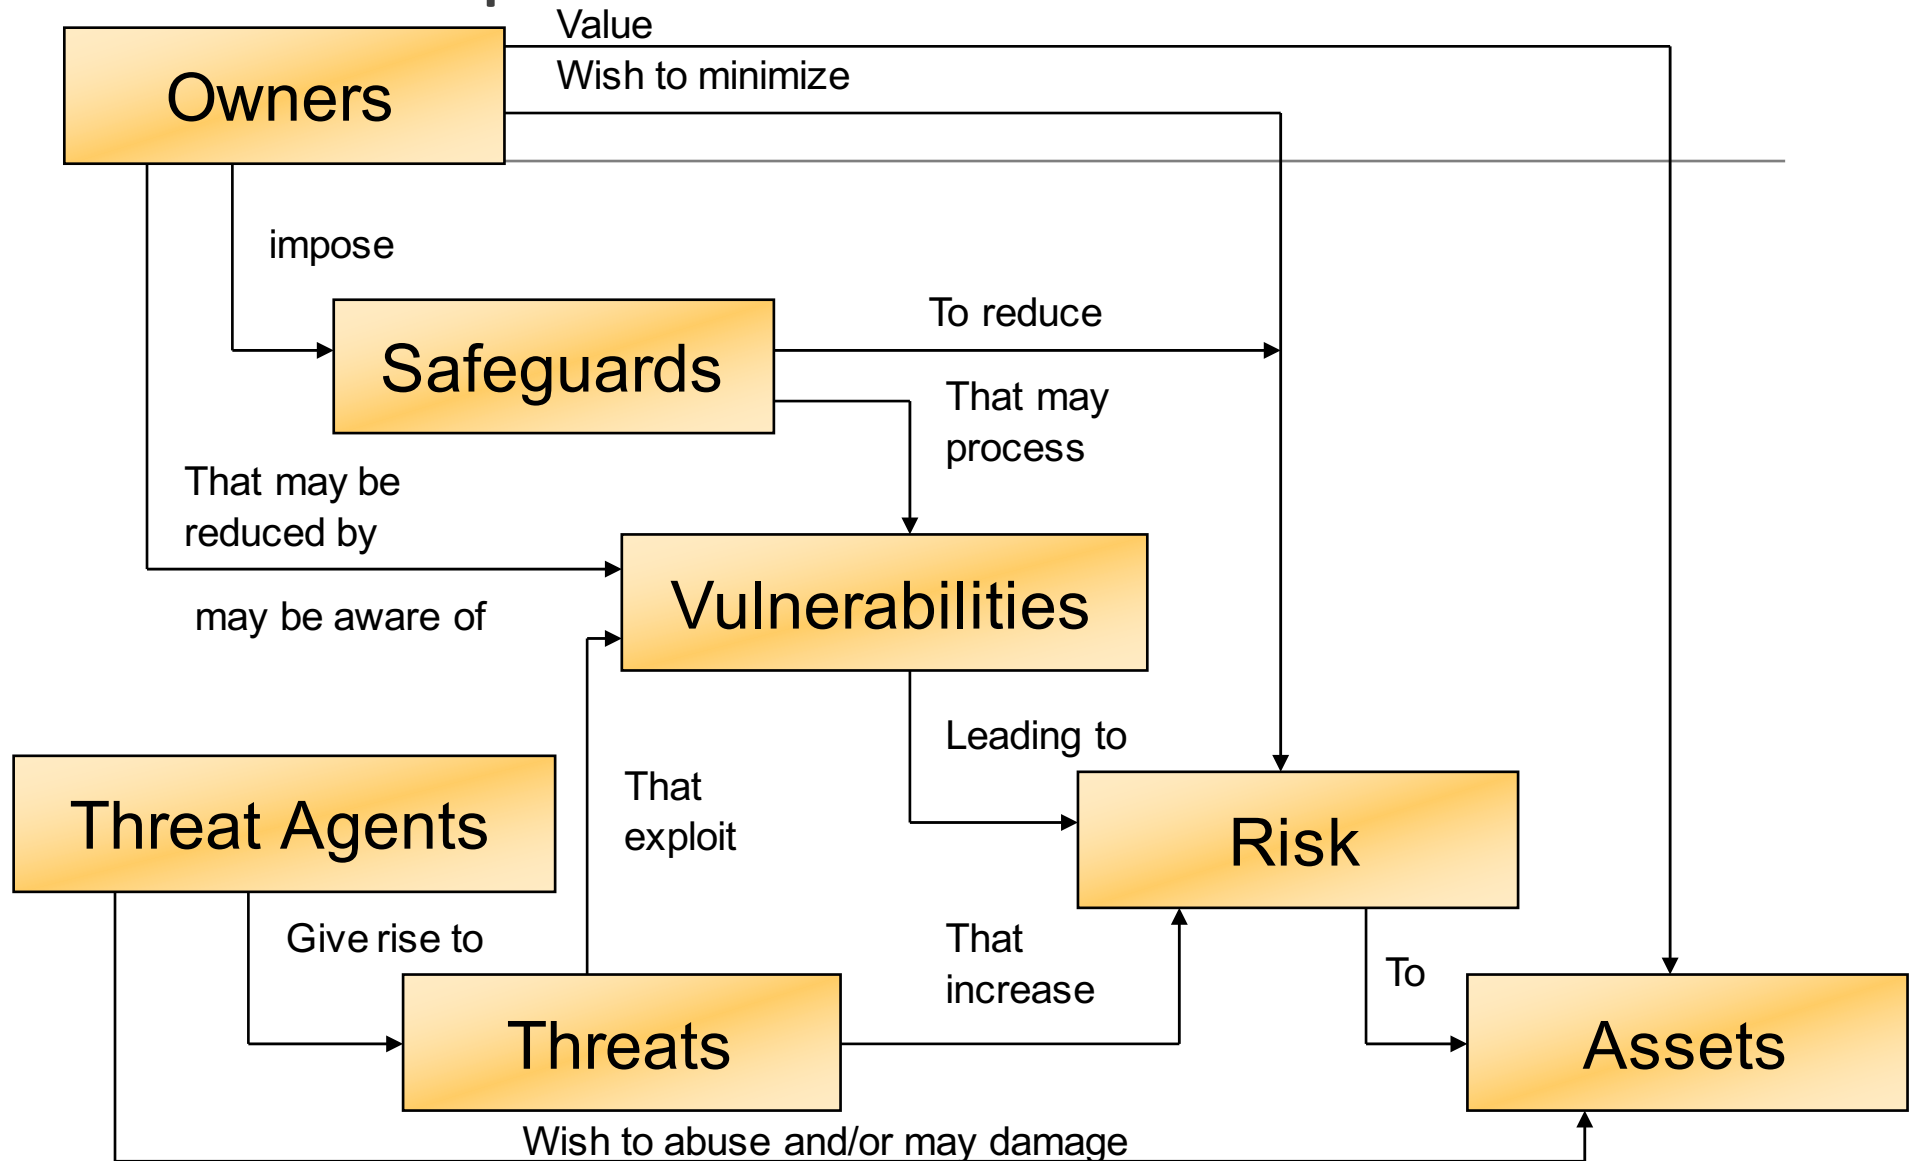 Value
Owners
Wish to minimize
impose
To reduce
Safeguards
That may
process
That may be
reduced by
may be aware of
Vulnerabilities
Leading to
That
exploit
Threat Agents
Risk
Give rise to
That
increase
To
Threats
Assets
Wish to abuse and/or may damage